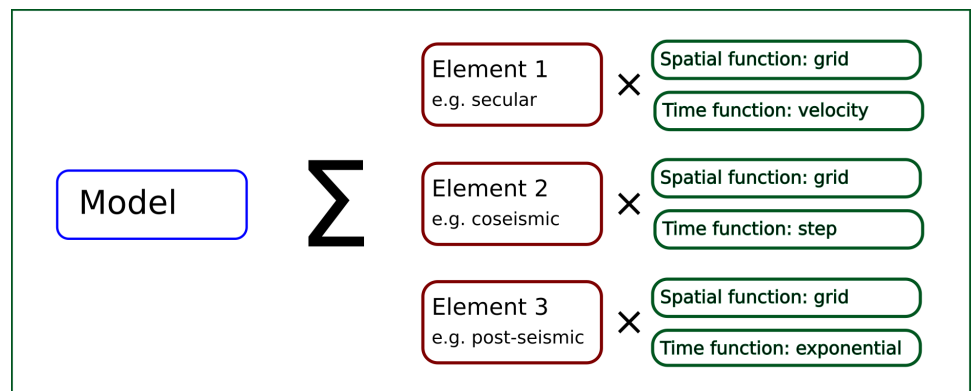 Model
∑
Element 1
e.g. secular
×
Spatial function: grid
Time function: velocity
Element 2
e.g. coseismic
×
Spatial function: grid
Time function: step
Element 3
e.g. post-seismic
×
Spatial function: grid
Time function: exponential